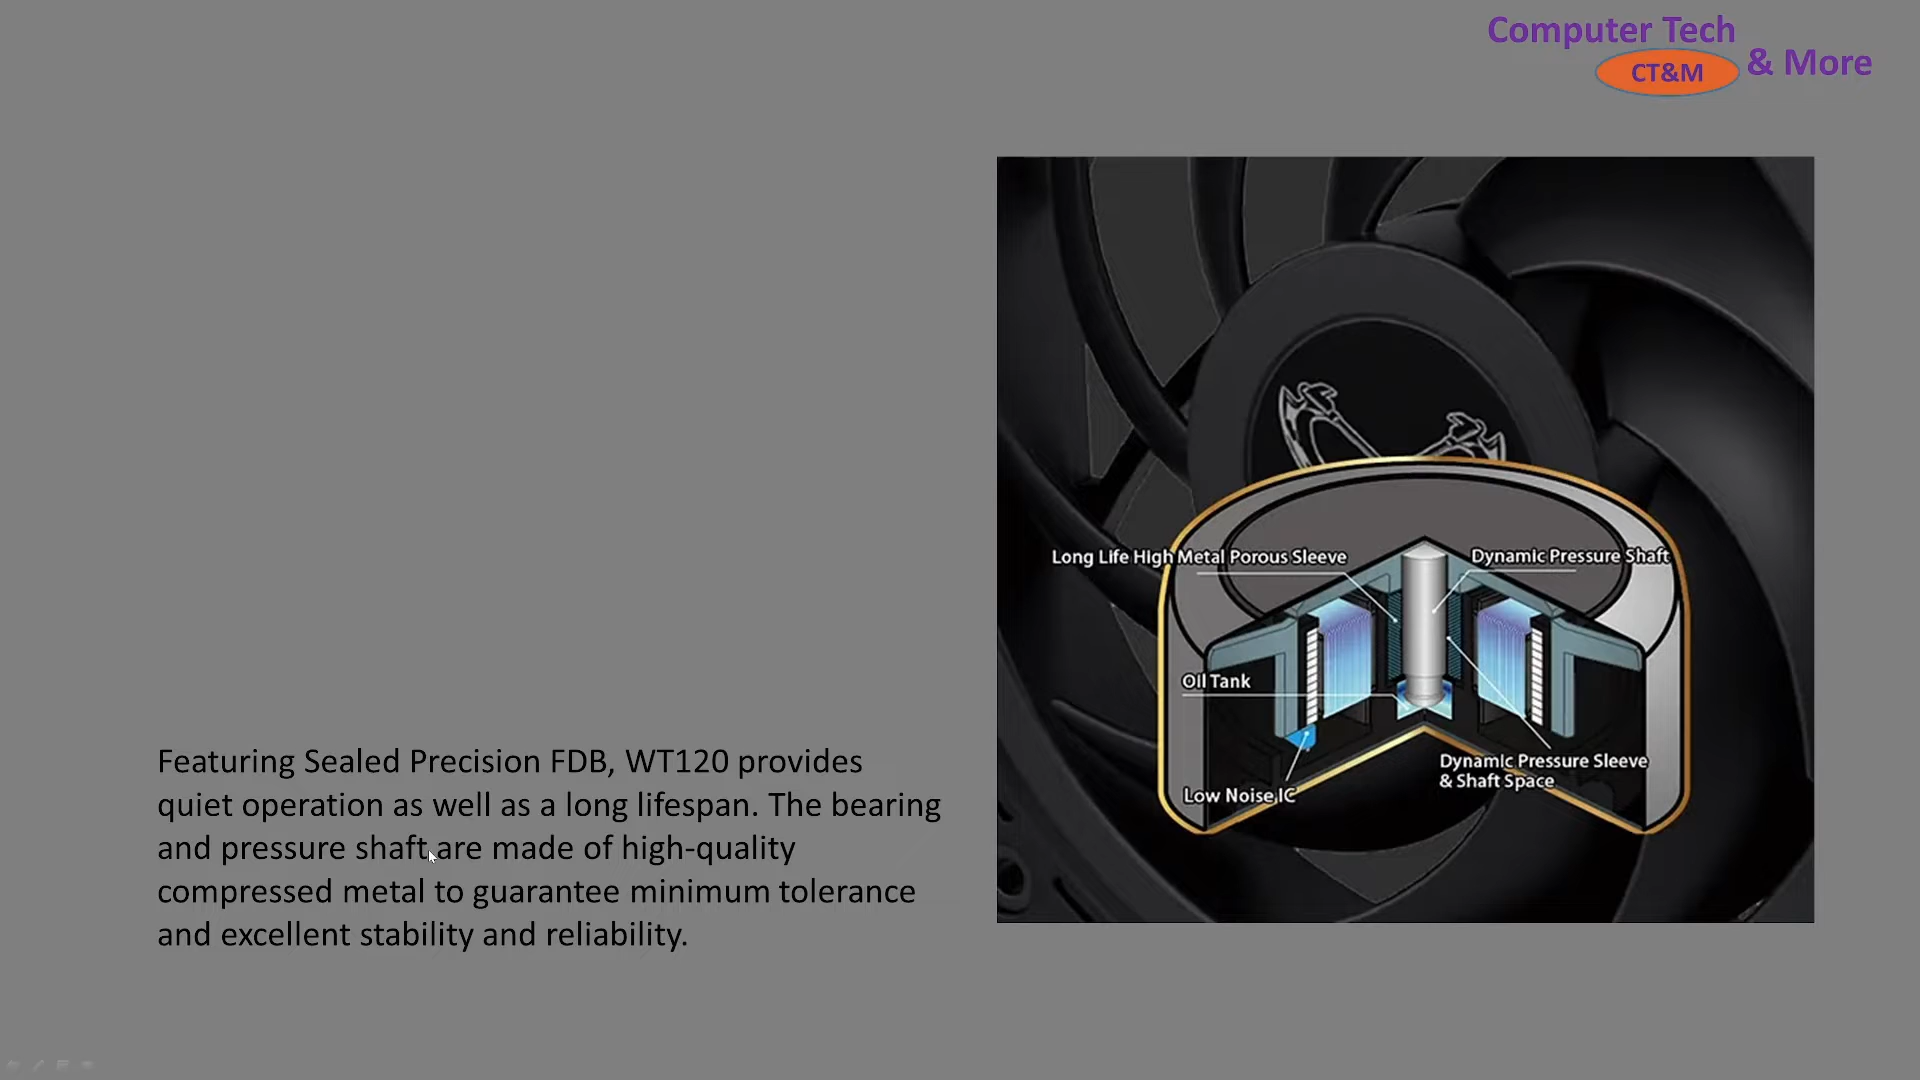 Computer Tech
CT&M
& More
Long Life High Metal Porous Sleeve
Dynamic Pressure Shaft
Oil Tank
Low Noise IC
Dynamic Pressure Sleeve
& Shaft Space
Featuring Sealed Precision FDB, WT120 provides
quiet operation as well as a long lifespan. The bearing
and pressure shaft are made of high-quality
compressed metal to guarantee minimum tolerance
and excellent stability and reliability.